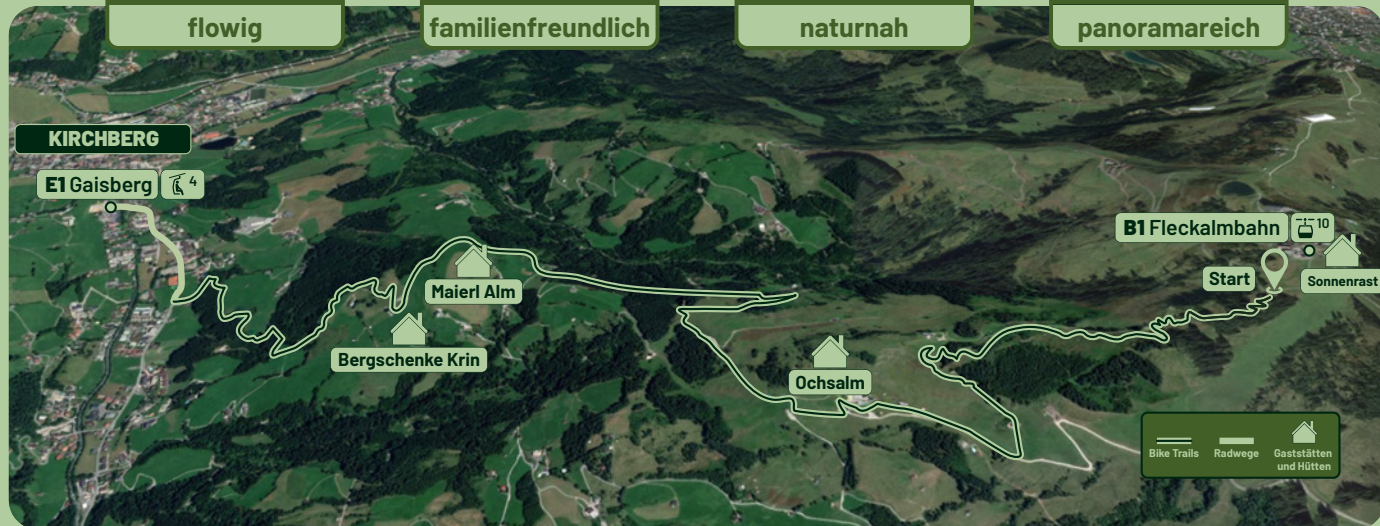 flowig
familienfreundlich
naturnah
panoramareich
KIRCHBERG
E1 Gaisberg 4
B1 Fleckalmbahn 10
Start
Sonnenrast
Maierl Alm
Bergschenke Krin
Ochsalm
Bike Trails
Radwege
Gaststätten
und Hütten